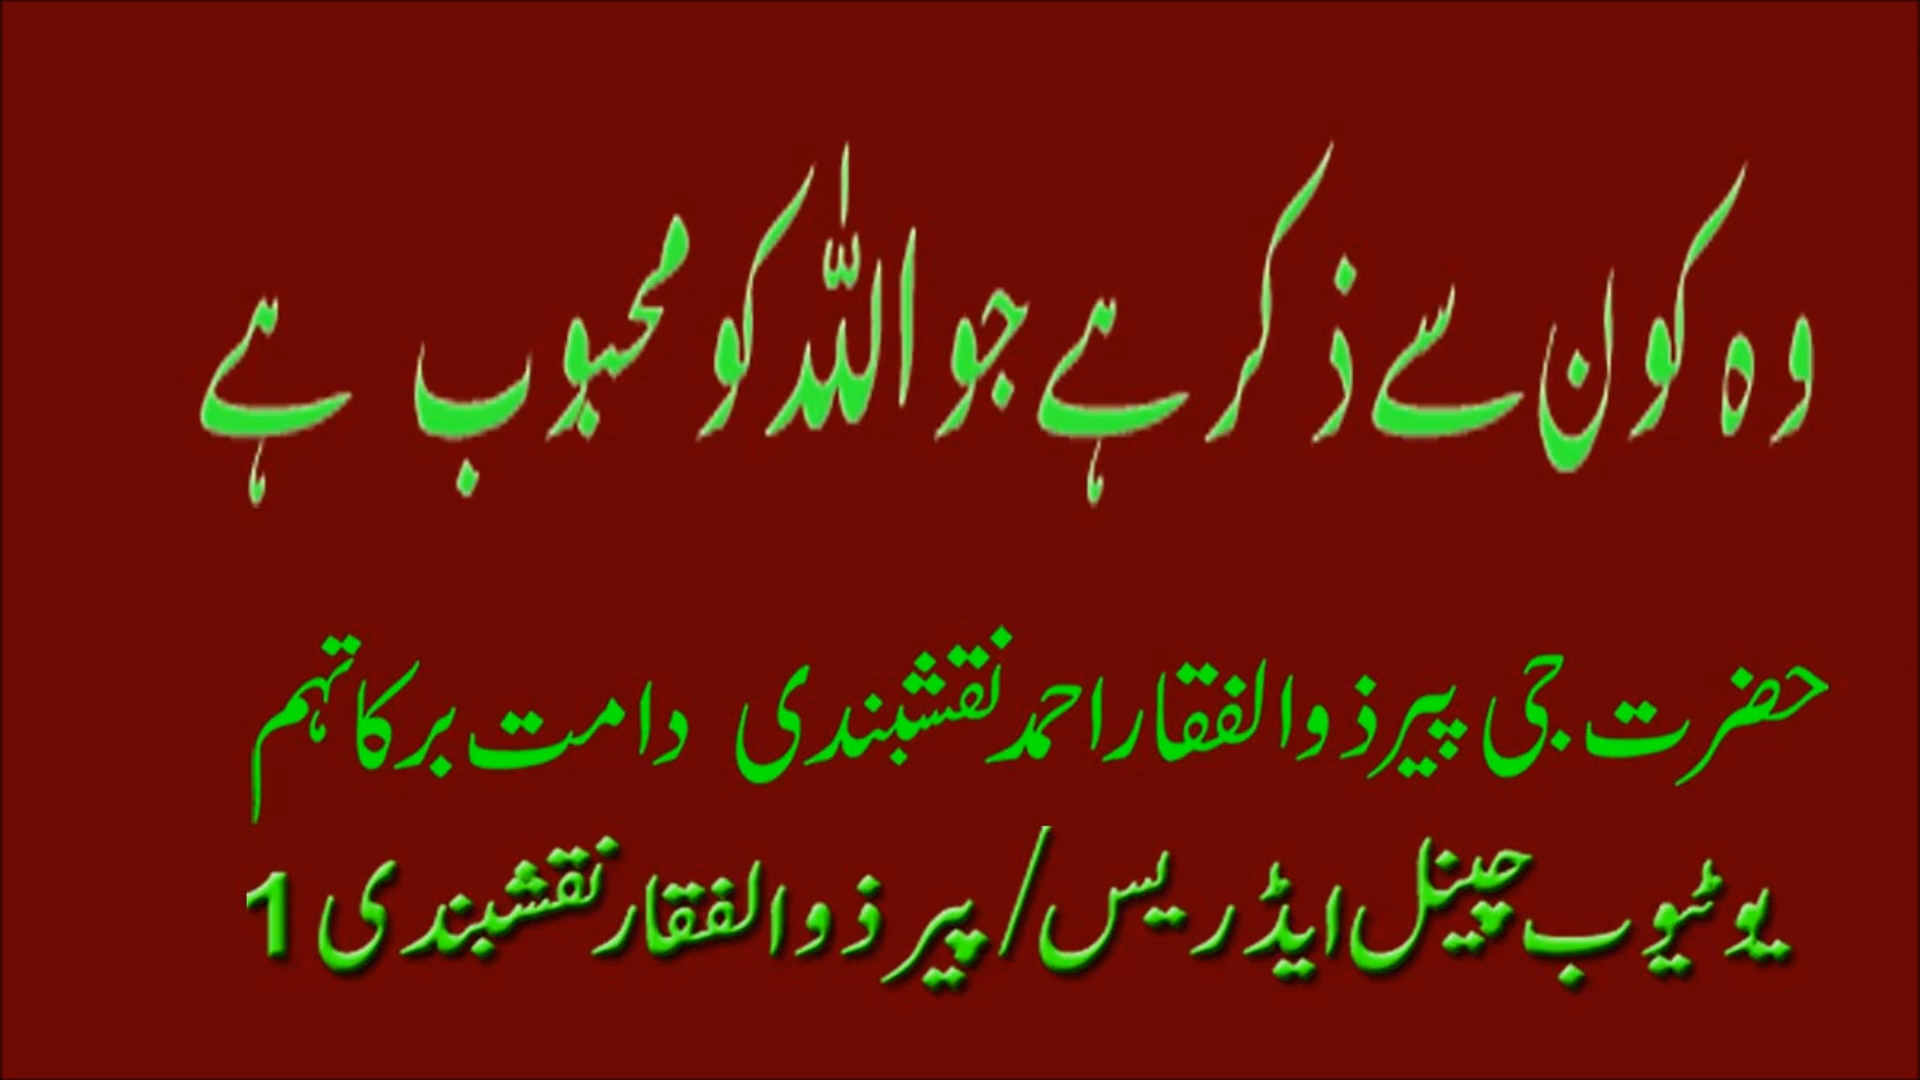 وہ کون سے ذکر ہے جو اللہ کو محبوب ہے
حضرت جی پیر ذوالفقار احمد نقشبندی دامت برکاتہم
یوٹیوب چینل ایڈریس/پیر ذوالفقار نقشبندی 1